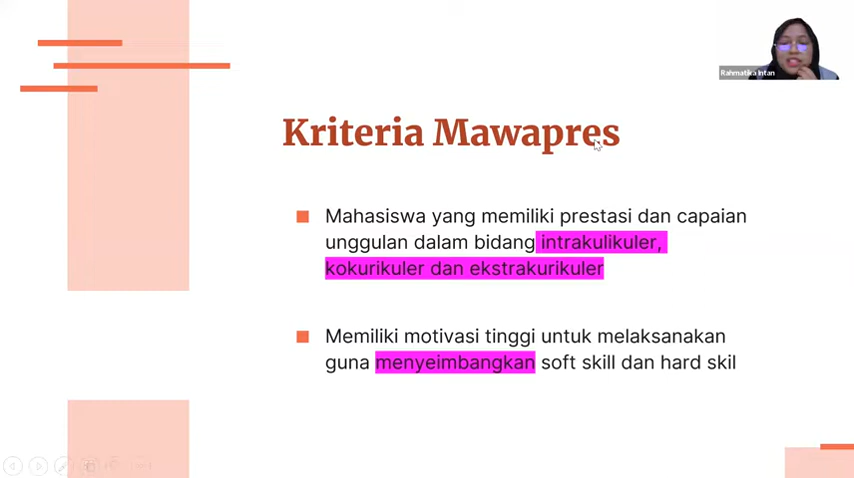 Rahmatika Intan
Kriteria Mawapres
Mahasiswa yang memiliki prestasi dan capaian
unggulan dalam bidang intrakulikuler,
kokurikuler dan ekstrakurikuler
Memiliki motivasi tinggi untuk melaksanakan
guna menyeimbangkan soft skill dan hard skil